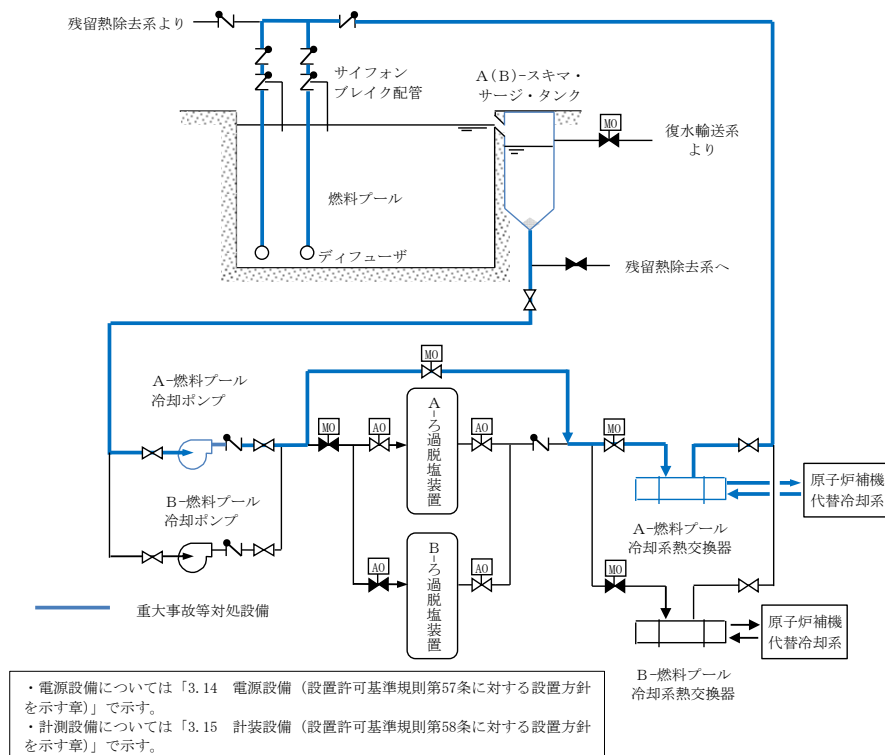 残留熱除去系より
サイフォン
ブレイク配管
A(B)-スキマ・
サージ・タンク
MO
復水輸送系
より
燃料プール
ディフューザ
残留熱除去系へ
MO
A-燃料プール
冷却ポンプ
MO
AO
A-ろ過脱塩装置
AO
MO
原子炉補機
代替冷却系
B-燃料プール
冷却ポンプ
A-燃料プール
冷却系熱交換器
AO
B-ろ過脱塩装置
AO
MO
重大事故等対処設備
原子炉補機
代替冷却系
B-燃料プール
冷却系熱交換器
・電源設備については「3.14 電源設備(設置許可基準規則第57条に対する設置方針
を示す章)」で示す。
・計測設備については「3.15 計装設備(設置許可基準規則第58条に対する設置方針
を示す章)」で示す。